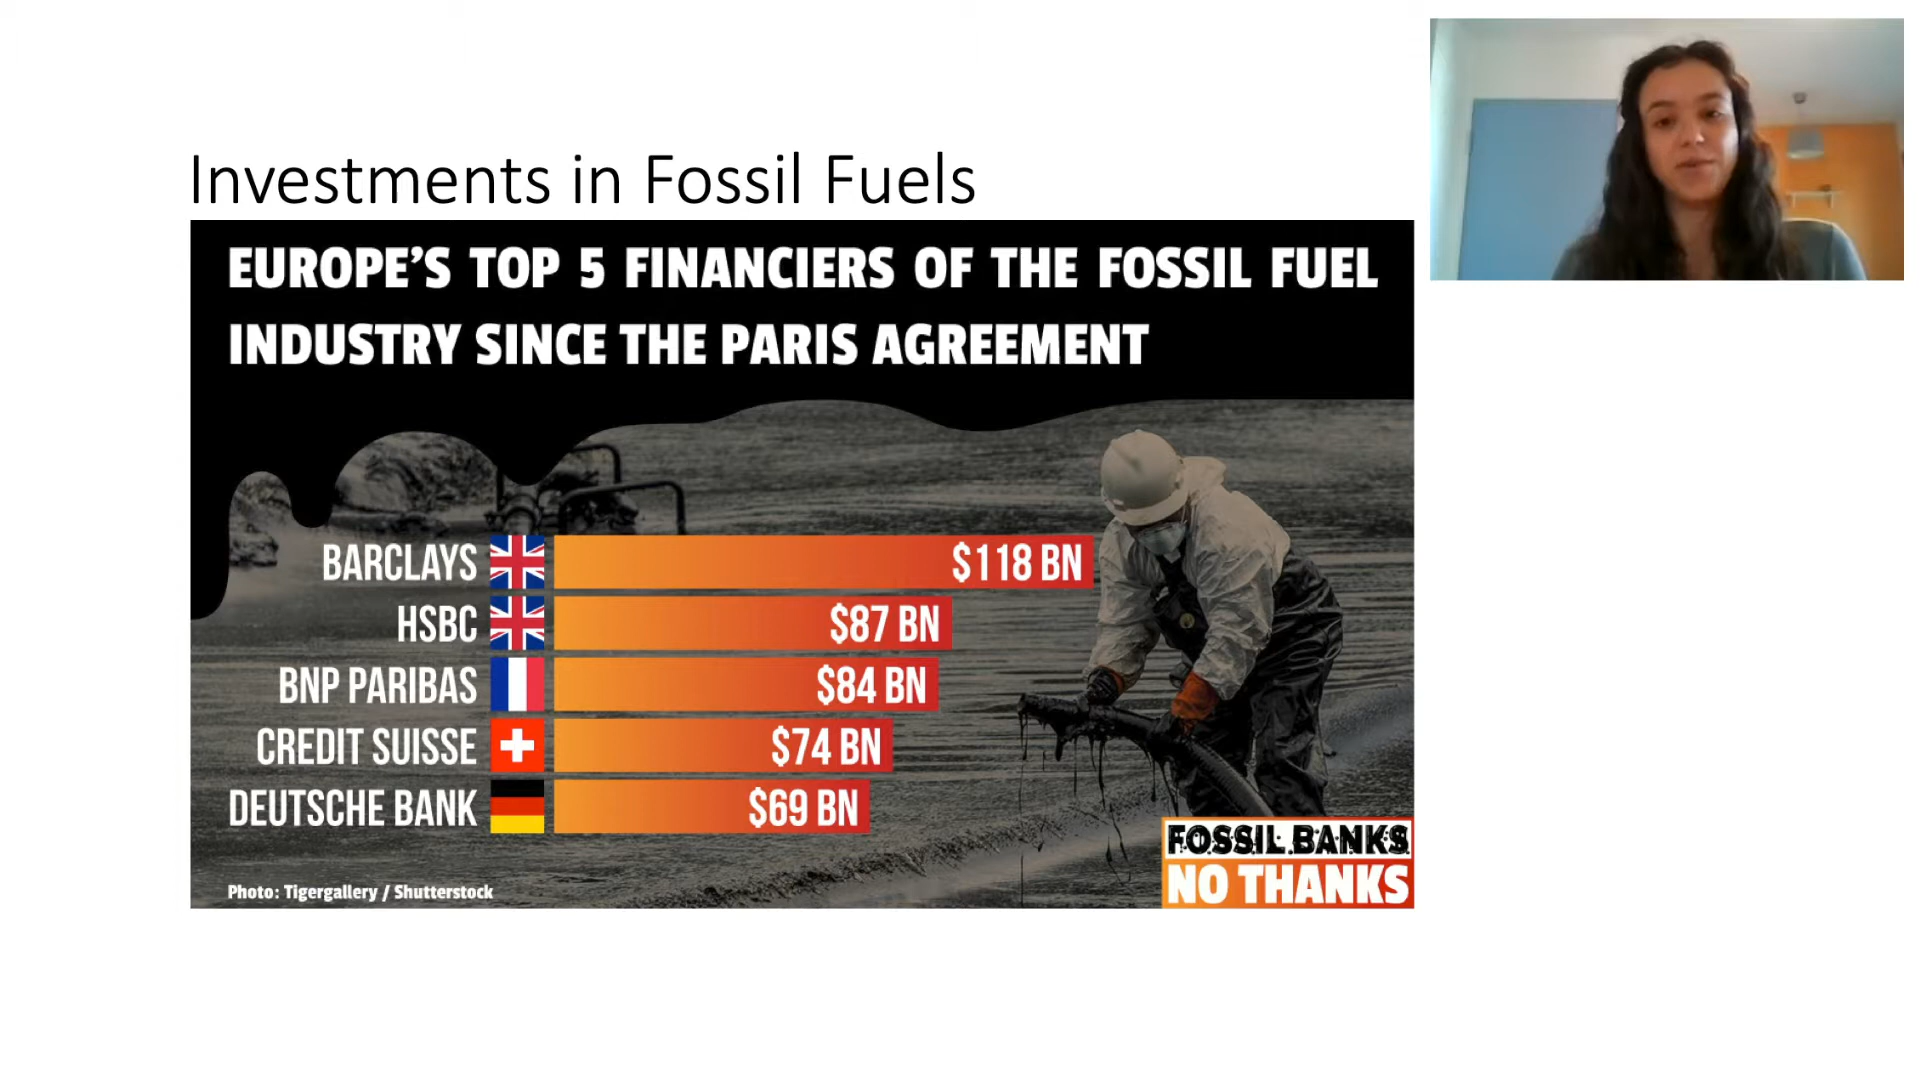 Investments in Fossil Fuels
EUROPE'S TOP 5 FINANCIERS OF THE FOSSIL FUEL
INDUSTRY SINCE THE PARIS AGREEMENT
BARCLAYS $118 BN
HSBC $87 BN
BNP PARIBAS $84 BN
CREDIT SUISSE $74 BN
DEUTSCHE BANK $69 BN
FOSSIL BANKS
NO THANKS
Photo: Tigergallery / Shutterstock